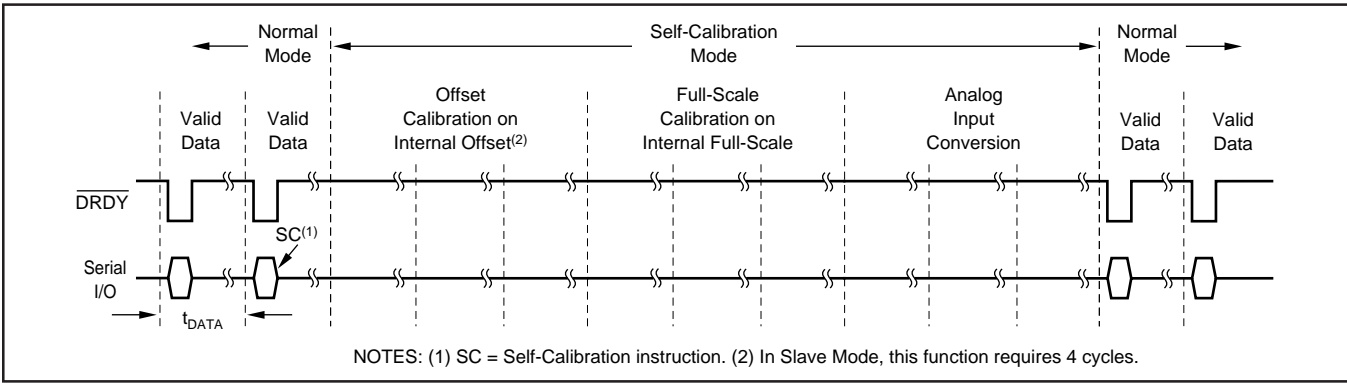 Normal
Mode
Self-Calibration
Mode
Normal
Mode
Valid
Data
Valid
Data
Offset
Calibration on
Internal Offset(2)
Full-Scale
Calibration on
Internal Full-Scale
Analog
Input
Conversion
Valid
Data
Valid
Data
DRDY
SC(1)
Serial
I/O
tDATA
NOTES: (1) SC = Self-Calibration instruction. (2) In Slave Mode, this function requires 4 cycles.